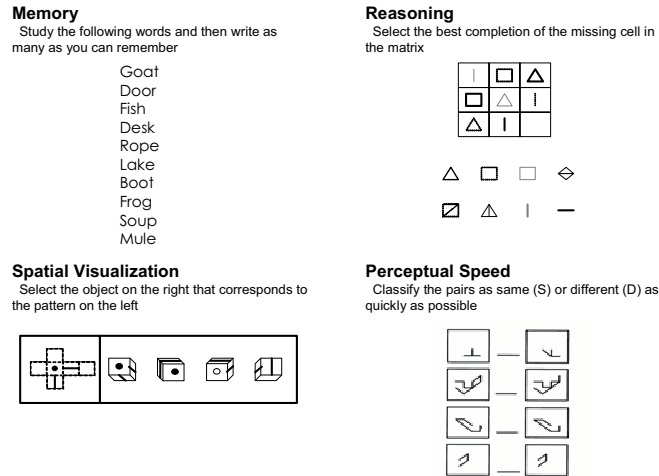 Memory
Study the following words and then write as
many as you can remember
Goat
Door
Fish
Desk
Rope
Lake
Boot
Frog
Soup
Mule
Reasoning
Select the best completion of the missing cell in
the matrix
Spatial Visualization
Select the object on the right that corresponds to
the pattern on the left
Perceptual Speed
Classify the pairs as same (S) or different (D) as
quickly as possible